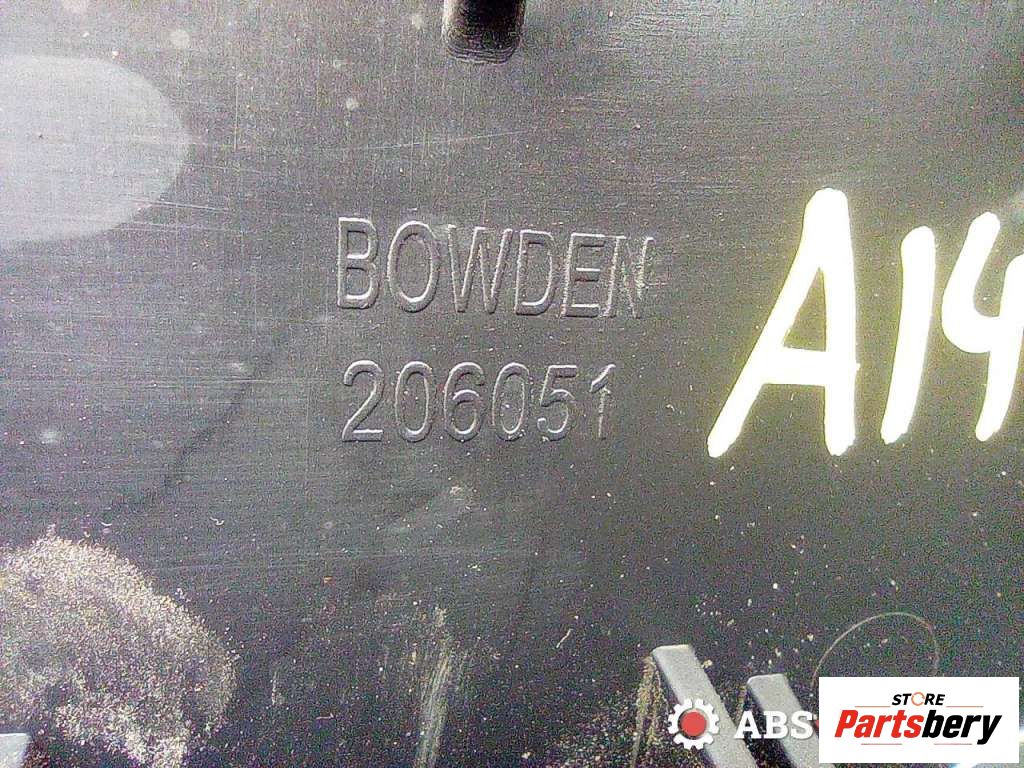 BOWDEN
206051
A14
ABS
STORE
Partsbery